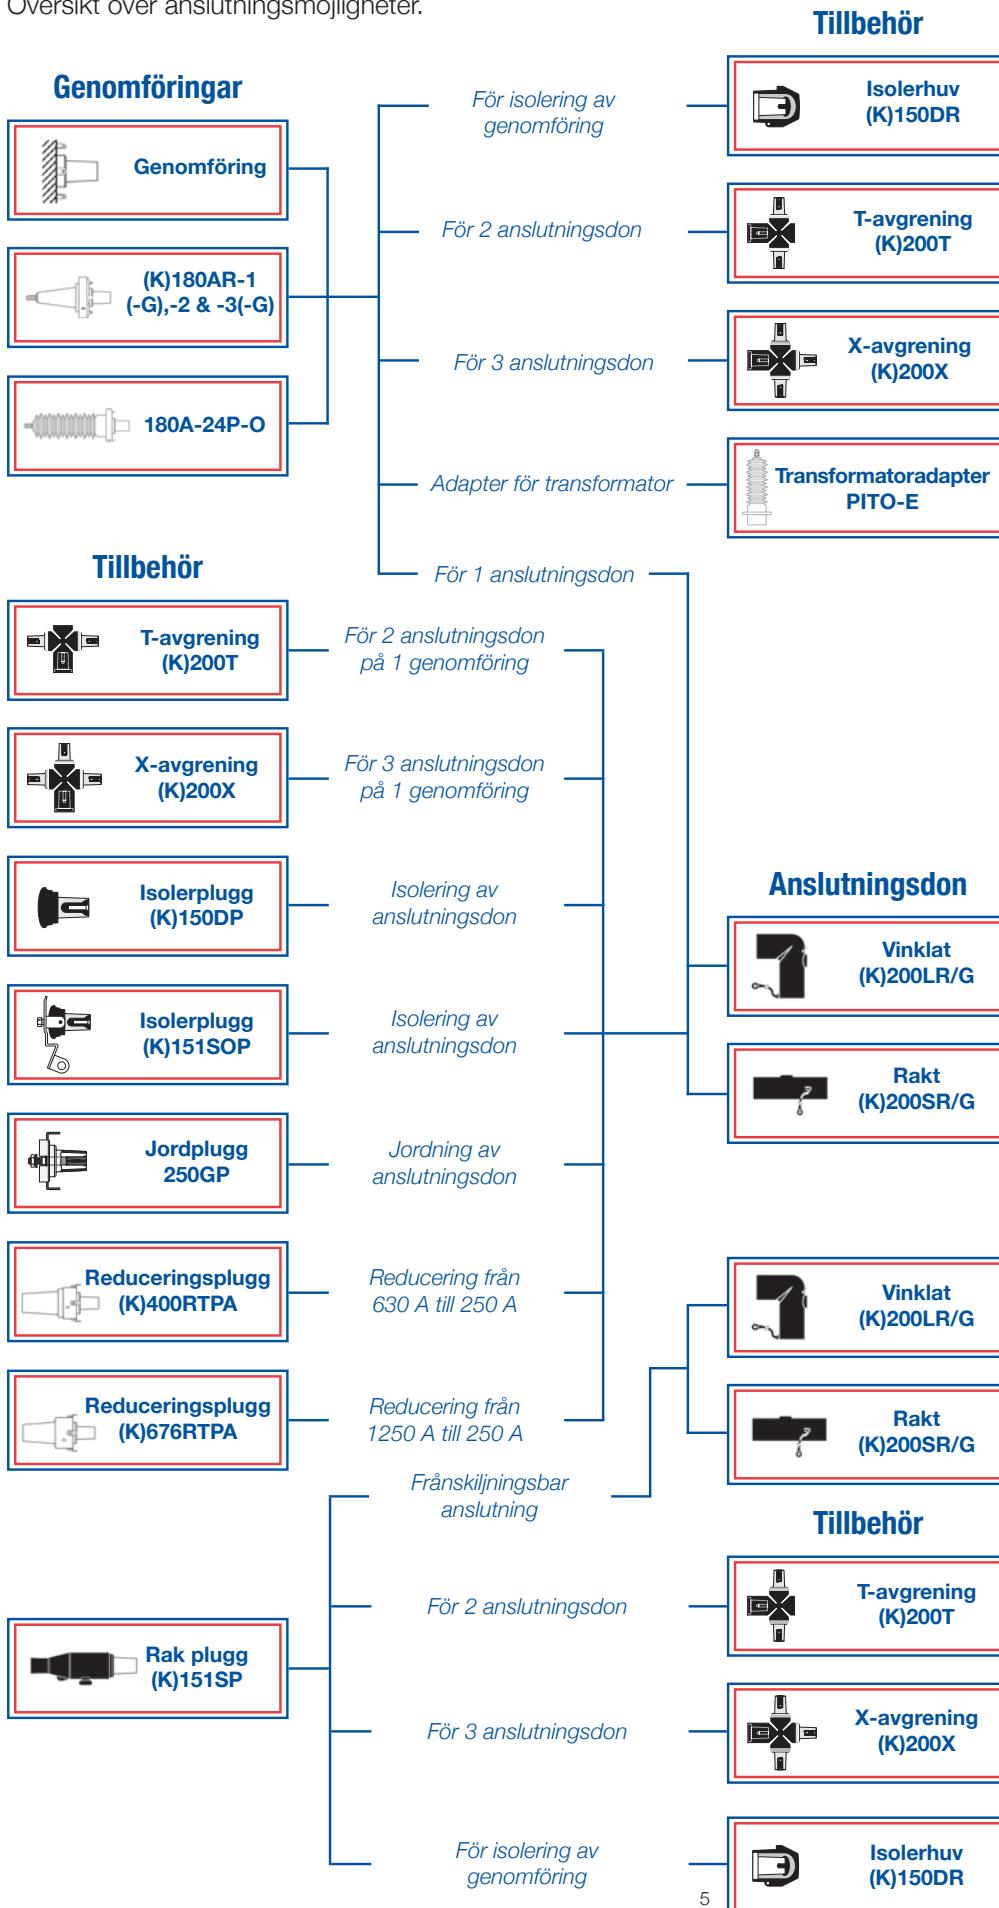 Översikt över anslutningsmöjligheter.
Tillbehör
Genomföringar
För isolering av
genomföring
Isolerhuv
(K)150DR
Genomföring
För 2 anslutningsdon
T-avgrening
(K)200T
(K)180AR-1
(-G),-2 & -3(-G)
För 3 anslutningsdon
X-avgrening
(K)200X
180A-24P-O
Adapter för transformator
Transformatoradapter
PITO-E
Tillbehör
För 1 anslutningsdon
T-avgrening
(K)200T
För 2 anslutningsdon
på 1 genomföring
X-avgrening
(K)200X
För 3 anslutningsdon
på 1 genomföring
Isolerplugg
(K)150DP
Isolering av
anslutningsdon
Anslutningsdon
Vinklat
(K)200LR/G
Isolerplugg
(K)151SOP
Isolering av
anslutningsdon
Rakt
(K)200SR/G
Jordplugg
250GP
Jordning av
anslutningsdon
Reduceringsplugg
(K)400RTPA
Reducering från
630 A till 250 A
Vinklat
(K)200LR/G
Reduceringsplugg
(K)676RTPA
Reducering från
1250 A till 250 A
Rakt
(K)200SR/G
Frånskiljningsbar
anslutning
Tillbehör
För 2 anslutningsdon
T-avgrening
(K)200T
Rak plugg
(K)151SP
För 3 anslutningsdon
X-avgrening
(K)200X
För isolering av
genomföring
Isolerhuv
(K)150DR
5